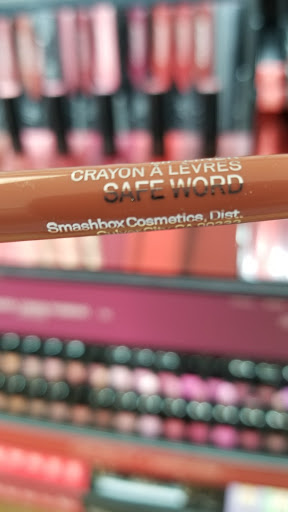 CRAYON À LÈVRES
SAFE WORD
Smashbox Cosmetics, Dist.